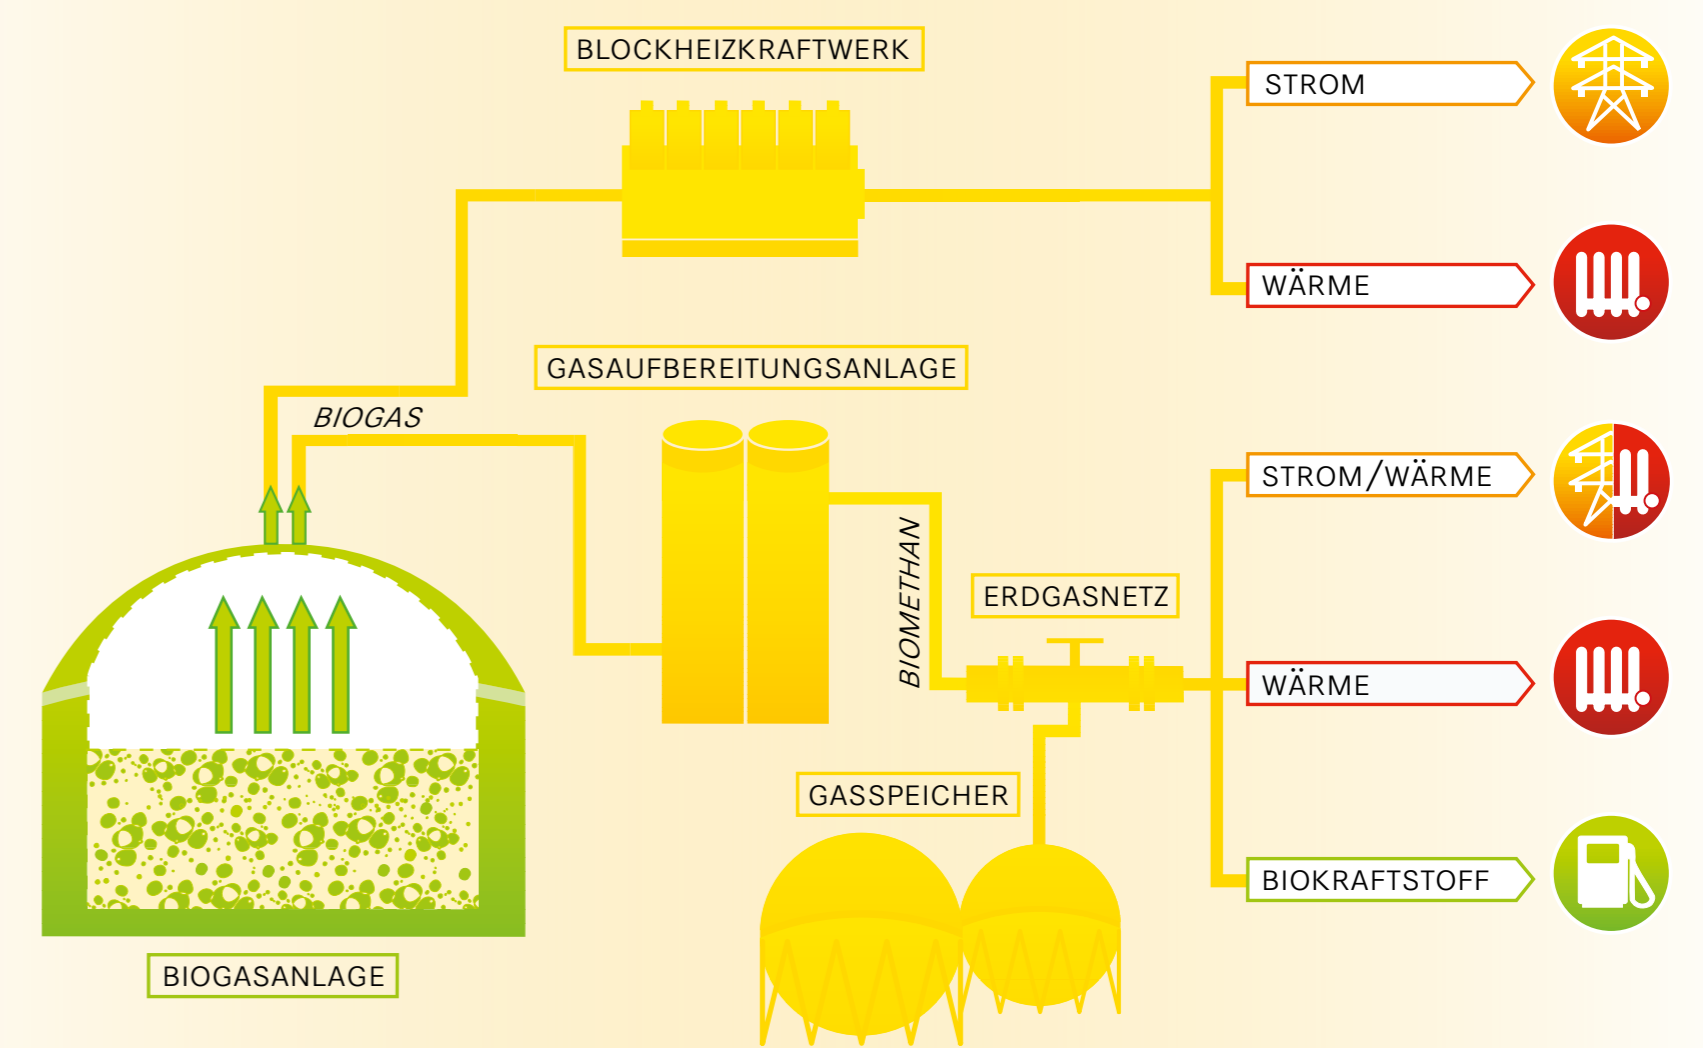 BLOCKHEIZKRAFTWERK
STROM
WÄRME
GASAUFBEREITUNGSANLAGE
BIOGAS
STROM/WÄRME
BIOMETHAN
ERDGASNETZ
WÄRME
GASSPEICHER
BIOKRAFTSTOFF
BIOGASANLAGE